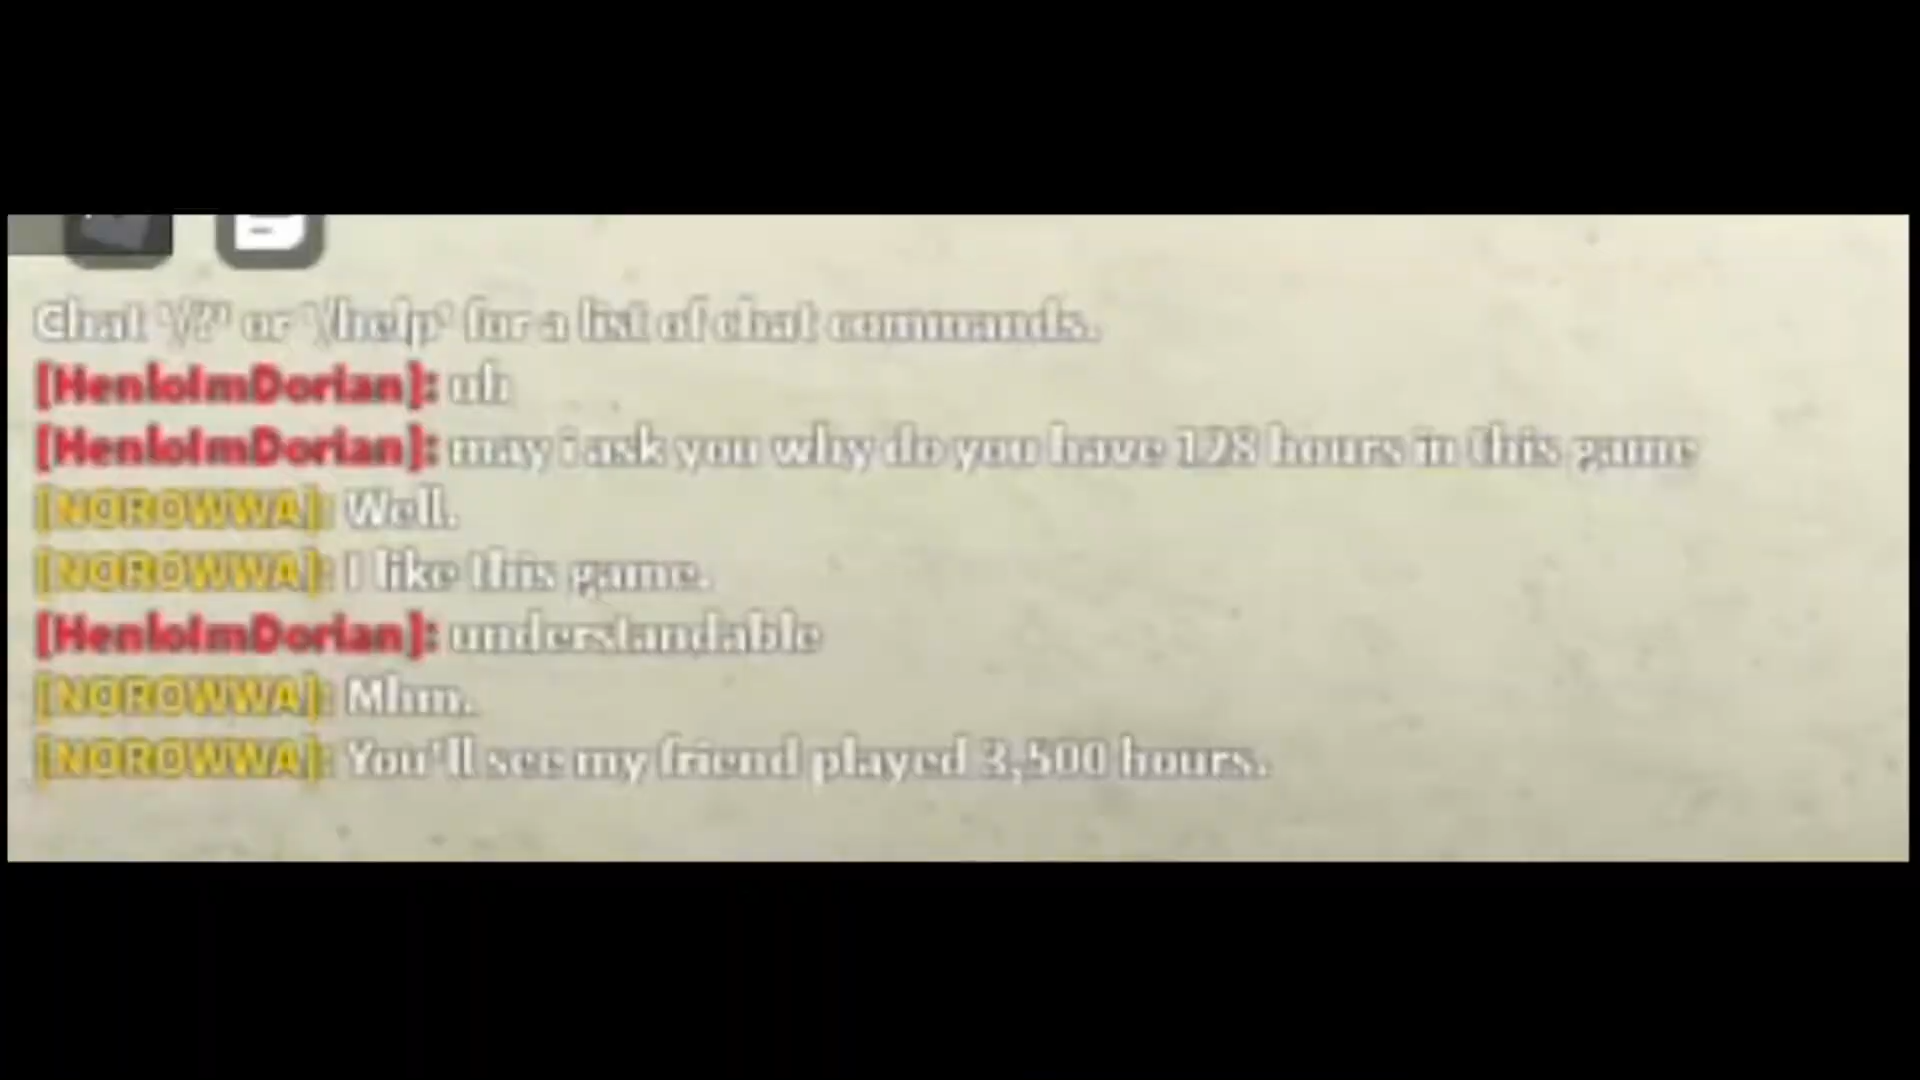 Chat '/?' or '/help' for a list of chat commands.
[HenloImDorian]: uh
[HenloImDorian]: may i ask you why do you have 128 hours in this game
[NOROWWA]: Well.
[NOROWWA]: I like this game.
[HenloImDorian]: understandable
[NOROWWA]: Mhm.
[NOROWWA]: You'll see my friend played 3,500 hours.